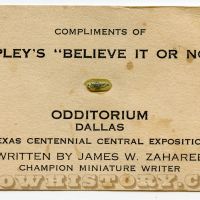 COMPLIMENTS OF
PLEY'S "BELIEVE IT OR NO
ODDITORIUM
DALLAS
EXAS CENTENNIAL CENTRAL EXPOSITIO
WRITTEN BY JAMES W. ZAHAREE
CHAMPION MINIATURE WRITER
OWHISTORY.C